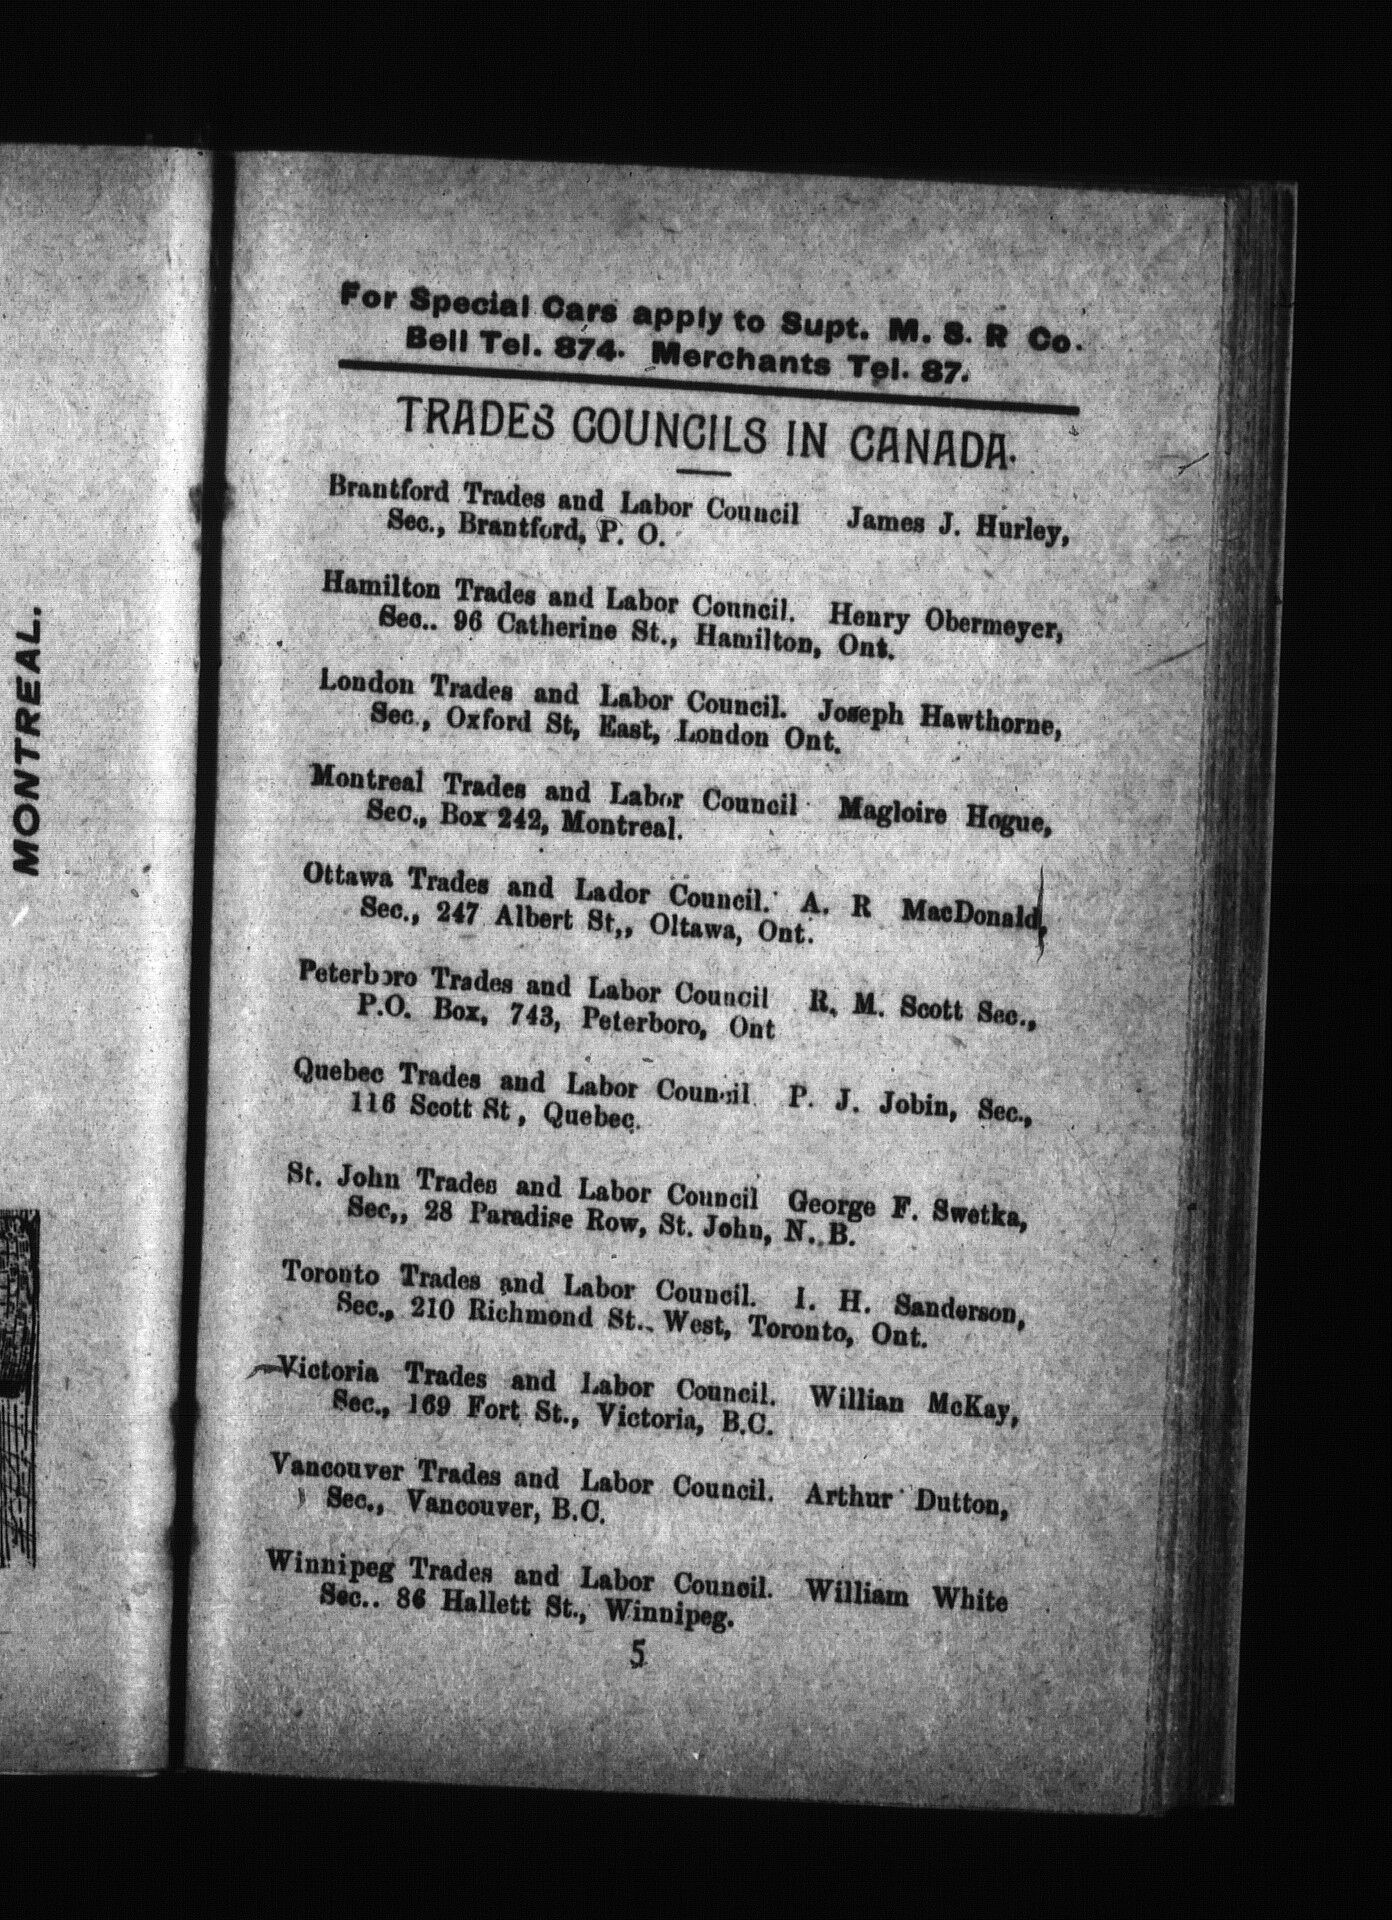 MONTREAL.
For Special Cars apply to Supt. M. S. R Co.
Bell Tel. 874. Merchants Tel. 87.
TRADES COUNCILS IN CANADA.
Brantford Trades and Labor Council James J. Hurley,
Sec., Brantford, P. O.
Hamilton Trades and Labor Council. Henry Obermeyer,
Sec.. 96 Catherine St., Hamilton, Ont.
London Trades and Labor Council. Joseph Hawthorne,
Sec., Oxford St, East, London Ont.
Montreal Trades and Labor Council. Magloire Hogue,
Sec., Box 242, Montreal.
Ottawa Trades and Lador Council. A. R MacDonald,
Sec., 247 Albert St,, Oltawa, Ont.
Peterboro Trades and Labor Council R. M. Scott Sec.,
P.O. Box, 743, Peterboro, Ont
Quebec Trades and Labor Council. P. J. Jobin, Sec.,
116 Scott St, Quebec.
St. John Trades and Labor Council George F. Swetka,
Sec,, 28 Paradise Row, St. John, N. B.
Toronto Trades and Labor Council. I. H. Sanderson,
Sec., 210 Richmond St.. West, Toronto, Ont.
Victoria Trades and Labor Council. Willian McKay,
Sec., 169 Fort St., Victoria, B.C.
Vancouver Trades and Labor Council. Arthur Dutton,
Sec., Vancouver, B.C.
Winnipeg Trades and Labor Council. William White
Sec.. 86 Hallett St., Winnipeg.
5